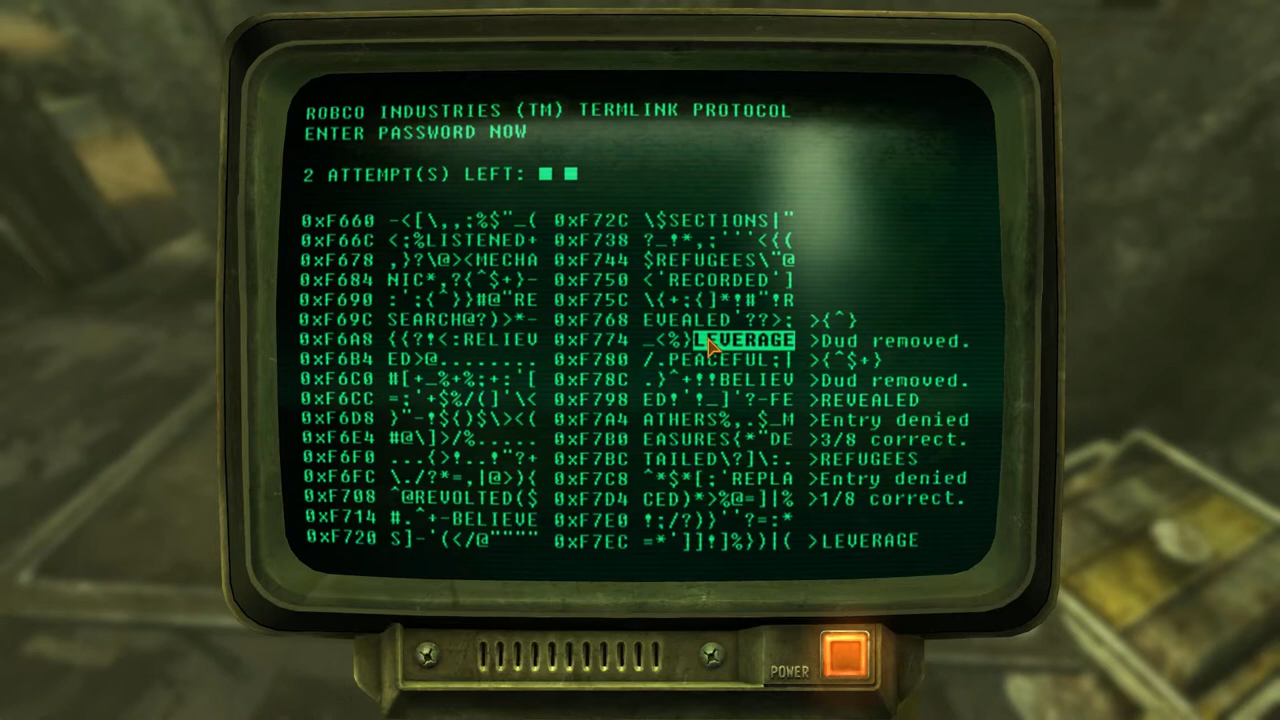 ROBCO INDUSTRIES (TM) TERMLINK PROTOCOL
ENTER PASSWORD NOW
2 ATTEMPT(S) LEFT: ■ ■
0xF660 -<[\,,;%$"_( 0xF72C \$SECTIONS|"
0xF66C <;%LISTENED+ 0xF738 ?_!*,:'''<{(
0xF678 ,}?\@><MECHA 0xF744 $REFUGEES\"@
0xF684 NIC*,?{^$+}- 0xF750 <'RECORDED']
0xF690 :';{^}}#@"RE 0xF75C \{+;{]*!#"!R
0xF69C SEARCH@?)>*- 0xF768 EVEALED'??>; >{^}
0xF6A8 {{?!<:RELIEV 0xF774 _<%}LEVERAGE >Dud removed.
0xF6B4 ED>@........ 0xF780 /.PEACEFUL;| >{^$+}
0xF6C0 #[+_%+%;+:'[ 0xF78C .}^+!!BELIEV >Dud removed.
0xF6CC =;'+$%/(]'\< 0xF798 ED!'!_]'?-FE >REVEALED
0xF6D8 }"-!${)$\>< ( 0xF7A4 ATHERS%,.$_M >Entry denied
0xF6E4 #@\]>/%..... 0xF7B0 EASURES{*"DE >3/8 correct.
0xF6F0 ...{>!..!"?+ 0xF7BC TAILED\?]\:. >REFUGEES
0xF6FC \./?*=,|@>){ 0xF7C8 ^*$*[;'REPLA >Entry denied
0xF708 ^@REVOLTED($ 0xF7D4 CED)*>%@=]|% >1/8 correct.
0xF714 #.^+-BELIEVE 0xF7E0 !;/?)}''?=:*
0xF720 S]-'(</@"""" 0xF7EC =*']]!]%})|( >LEVERAGE
POWER